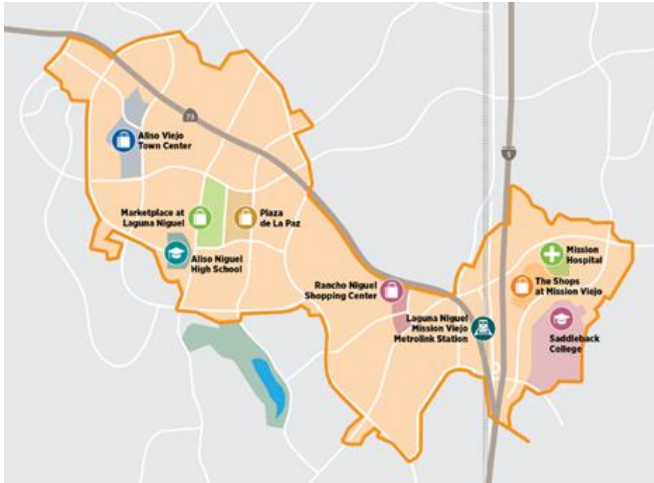 73
5
Aliso Viejo
Town Center
Marketplace at
Laguna Niguel
Plaza
de La Paz
Aliso Niguel
High School
Mission
Hospital
Rancho Niguel
Shopping Center
The Shops
at Mission Viejo
Laguna Niguel
Mission Viejo
Metrolink Station
Saddleback
College